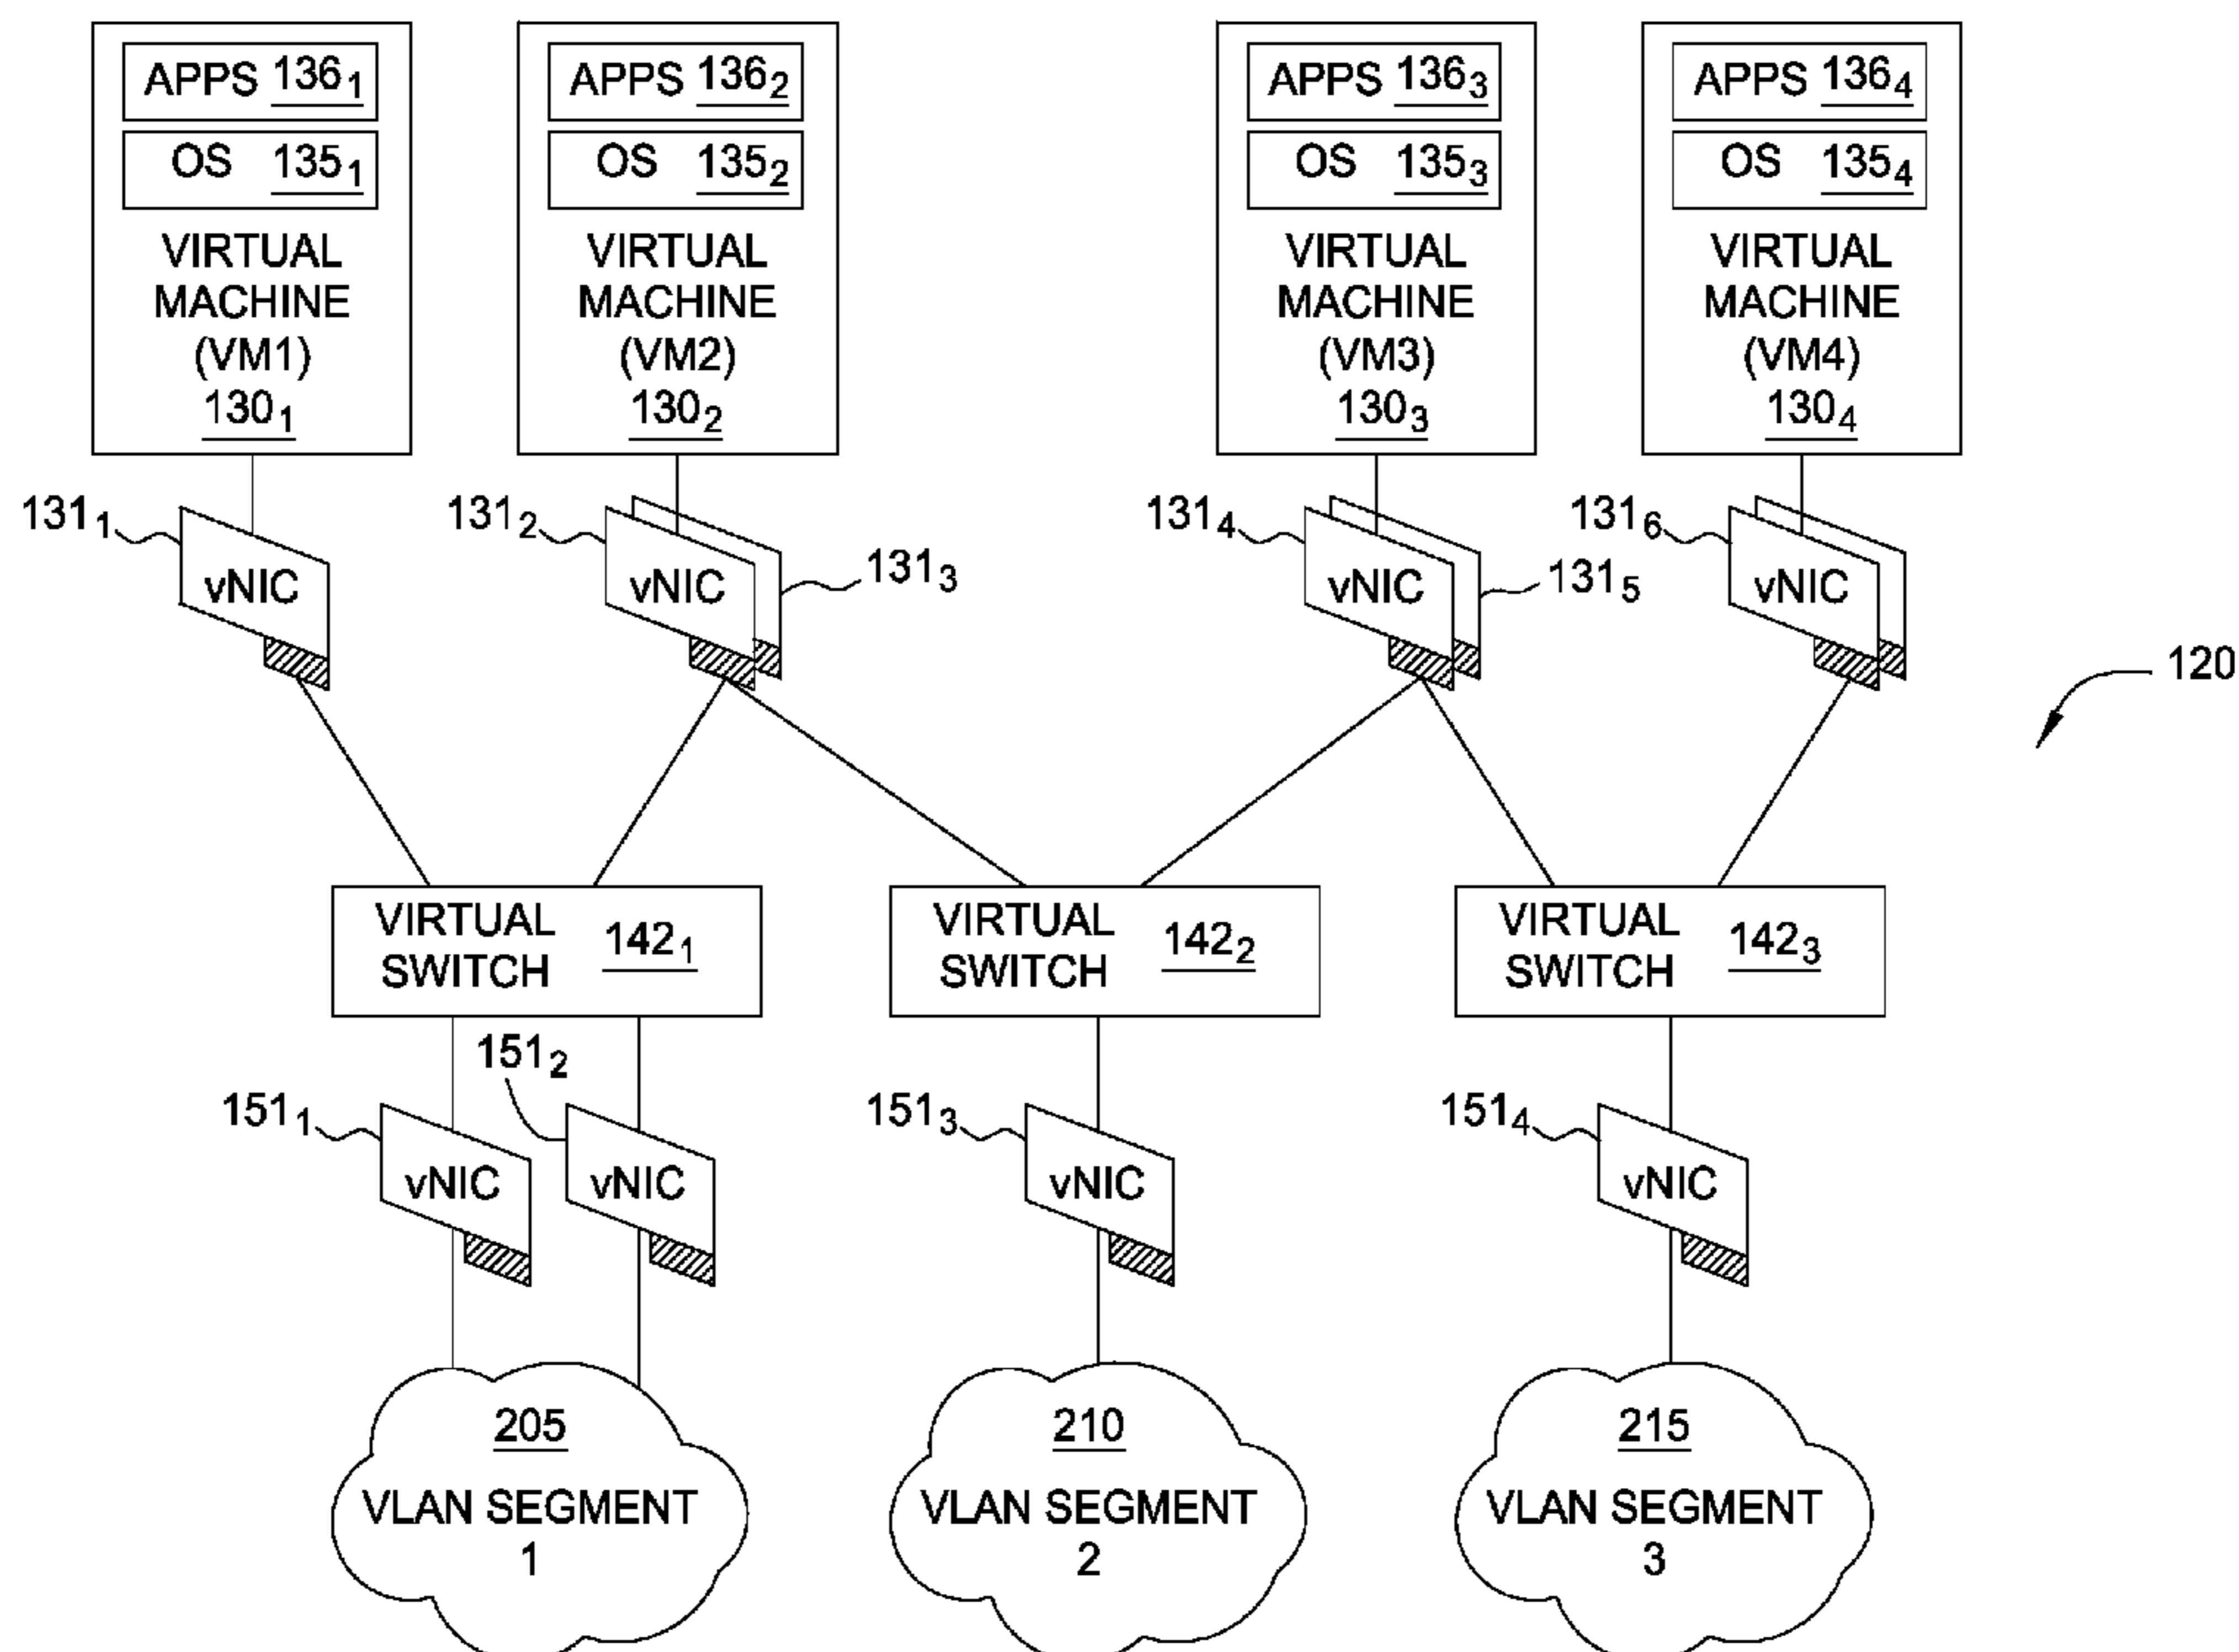 APPS 136₁
OS 135₁
VIRTUAL
MACHINE
(VM1)
130₁
APPS 136₂
OS 135₂
VIRTUAL
MACHINE
(VM2)
130₂
APPS 136₃
OS 135₃
VIRTUAL
MACHINE
(VM3)
130₃
APPS 136₄
OS 135₄
VIRTUAL
MACHINE
(VM4)
130₄
131₁
vNIC
131₂
vNIC
131₃
131₄
vNIC
131₅
131₆
vNIC
120
VIRTUAL
SWITCH
142₁
VIRTUAL
SWITCH
142₂
VIRTUAL
SWITCH
142₃
151₁
vNIC
151₂
vNIC
151₃
vNIC
151₄
vNIC
205
VLAN SEGMENT
1
210
VLAN SEGMENT
2
215
VLAN SEGMENT
3